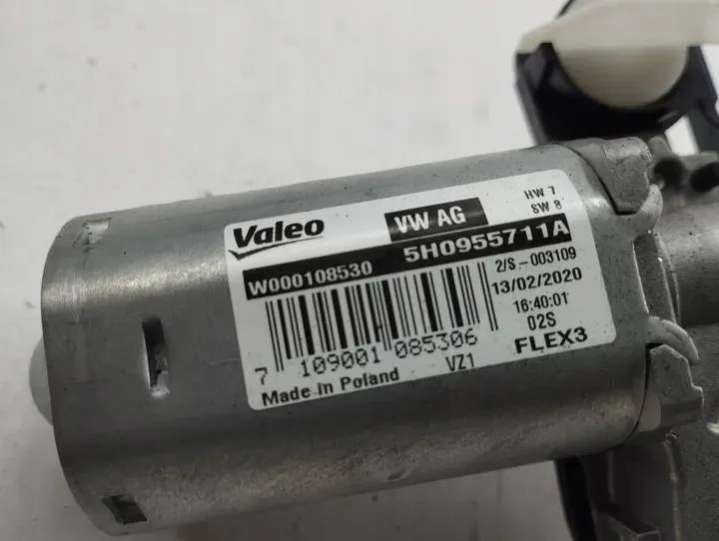 Valeo VW AG HW 7
SW 8
W000108530 5H0955711A
2/S.-003109
13/02/2020
16:40:01
02S
7 109001 085306 VZ1 FLEX3
Made in Poland